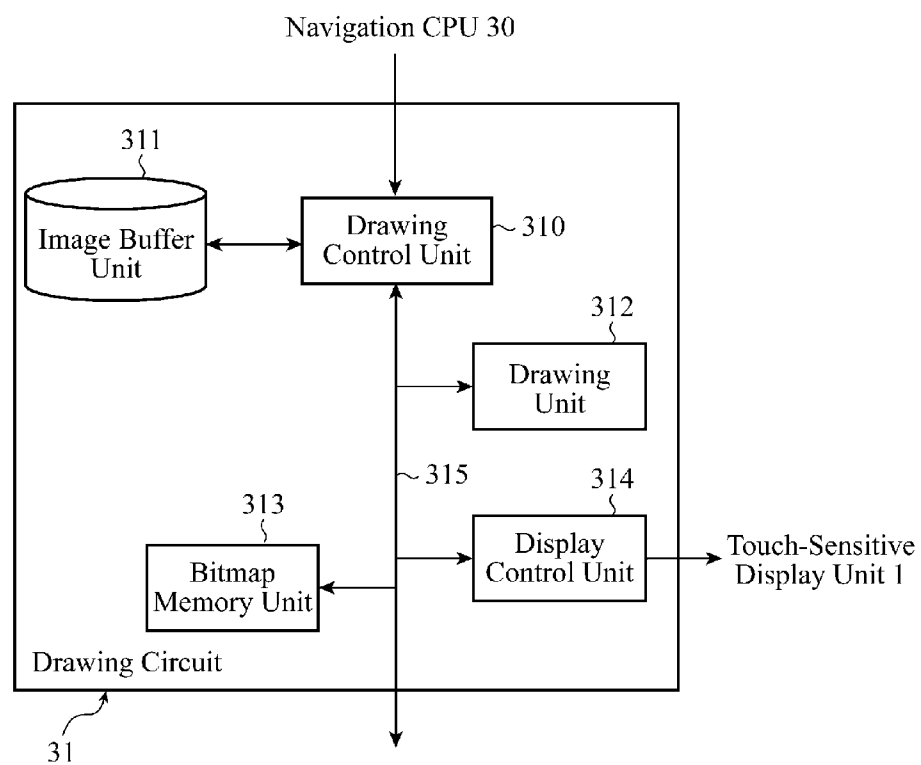 Navigation CPU 30
311
Image Buffer
Unit
Drawing
Control Unit
310
312
Drawing
Unit
315
313
314
Bitmap
Memory Unit
Display
Control Unit
Touch-Sensitive
Display Unit 1
Drawing Circuit
31